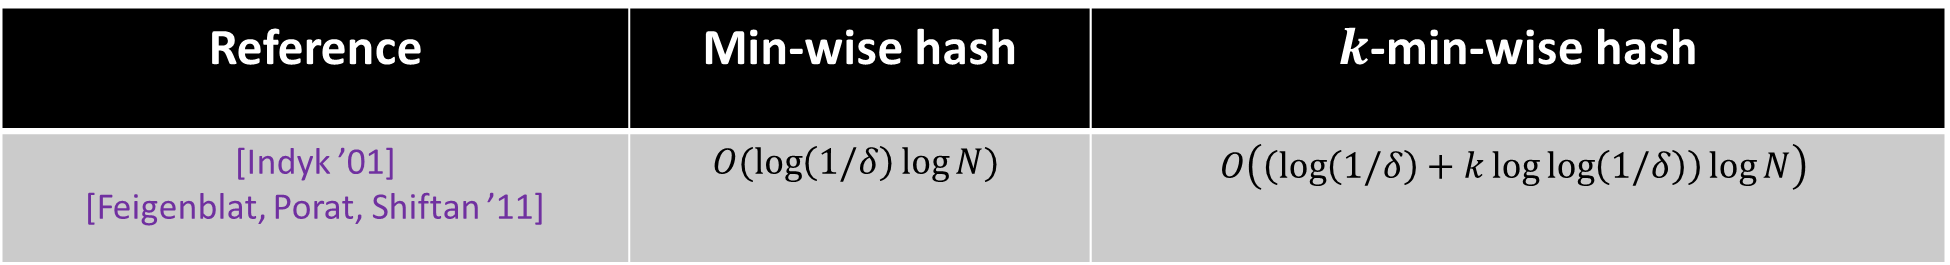 Reference Min-wise hash k-min-wise hash
[Indyk ’01] O(log(1/δ) log N) O((log(1/δ) + k log log(1/δ)) log N)
[Feigenblat, Porat, Shiftan ’11]